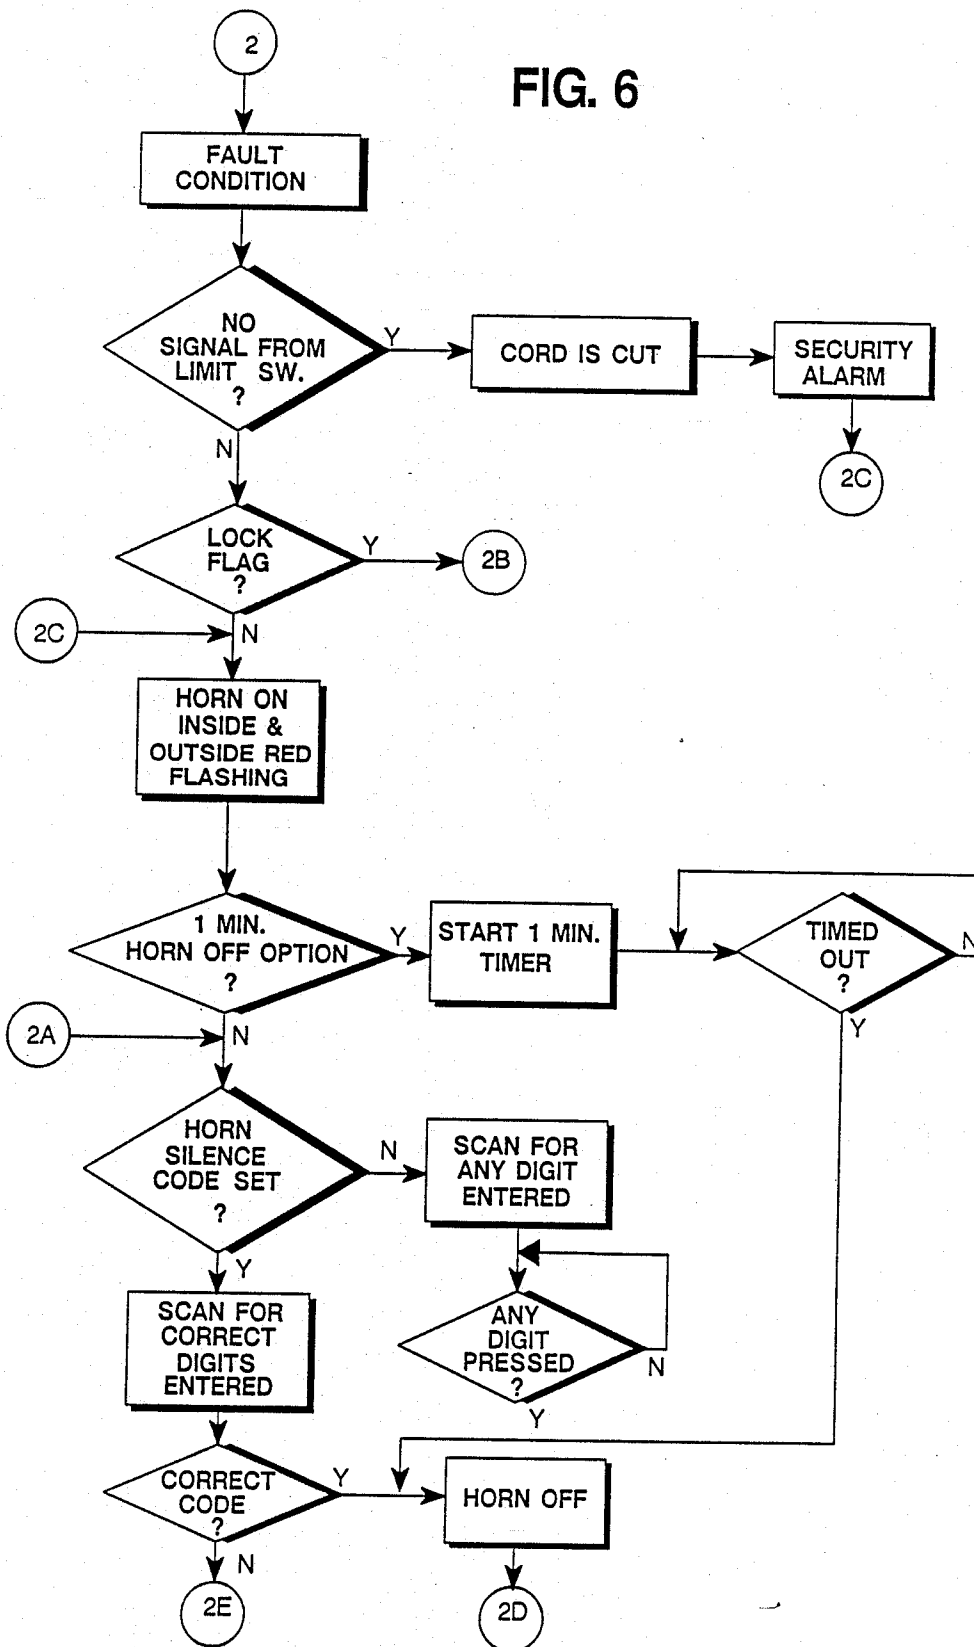 2
FIG. 6
FAULT
CONDITION
NO
SIGNAL FROM
LIMIT SW.
?
Y
CORD IS CUT
SECURITY
ALARM
N
2C
LOCK
FLAG
?
Y
2B
2C
N
HORN ON
INSIDE &
OUTSIDE RED
FLASHING
1 MIN.
HORN OFF OPTION
?
Y
START 1 MIN.
TIMER
TIMED
OUT
?
N
Y
2A
N
HORN
SILENCE
CODE SET
?
N
SCAN FOR
ANY DIGIT
ENTERED
Y
SCAN FOR
CORRECT
DIGITS
ENTERED
ANY
DIGIT
PRESSED
?
N
Y
CORRECT
CODE
?
Y
HORN OFF
N
2E
2D